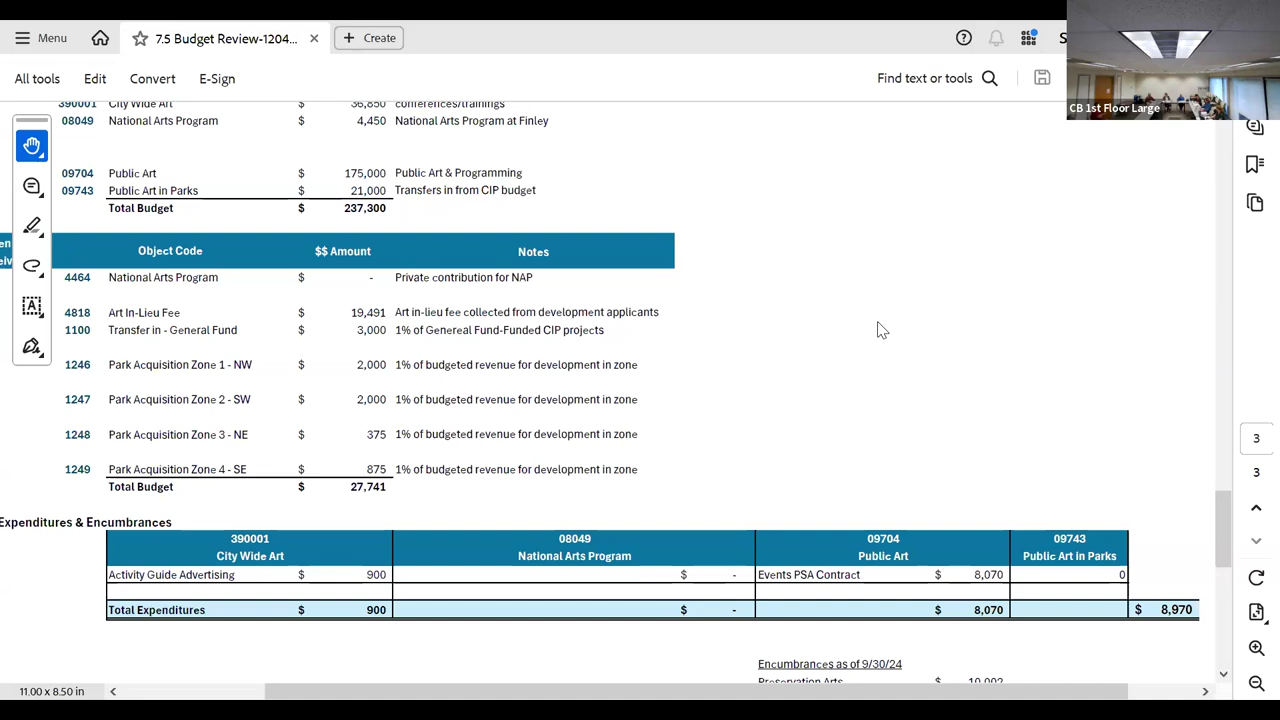 Menu
7.5 Budget Review-1204...
Create
S
CB 1st Floor Large
All tools Edit Convert E-Sign
Find text or tools
390001 City Wide Art $ 36,850 conferences/trainings
08049 National Arts Program $ 4,450 National Arts Program at Finley
09704 Public Art $ 175,000 Public Art & Programming
09743 Public Art in Parks $ 21,000 Transfers in from CIP budget
Total Budget $ 237,300
en
eiv
Object Code $$ Amount Notes
4464 National Arts Program $ - Private contribution for NAP
4818 Art In-Lieu Fee $ 19,491 Art in-lieu fee collected from development applicants
1100 Transfer in - General Fund $ 3,000 1% of Genereal Fund-Funded CIP projects
1246 Park Acquisition Zone 1 - NW $ 2,000 1% of budgeted revenue for development in zone
1247 Park Acquisition Zone 2 - SW $ 2,000 1% of budgeted revenue for development in zone
1248 Park Acquisition Zone 3 - NE $ 375 1% of budgeted revenue for development in zone
1249 Park Acquisition Zone 4 - SE $ 875 1% of budgeted revenue for development in zone
Total Budget $ 27,741
Expenditures & Encumbrances
390001 08049 09704 09743
City Wide Art National Arts Program Public Art Public Art in Parks
Activity Guide Advertising $ 900 $ - Events PSA Contract $ 8,070 0
Total Expenditures $ 900 $ - $ 8,070 $ 8,970
Encumbrances as of 9/30/24
Preservation Arts $ 10,002
3
3
11.00 x 8.50 in